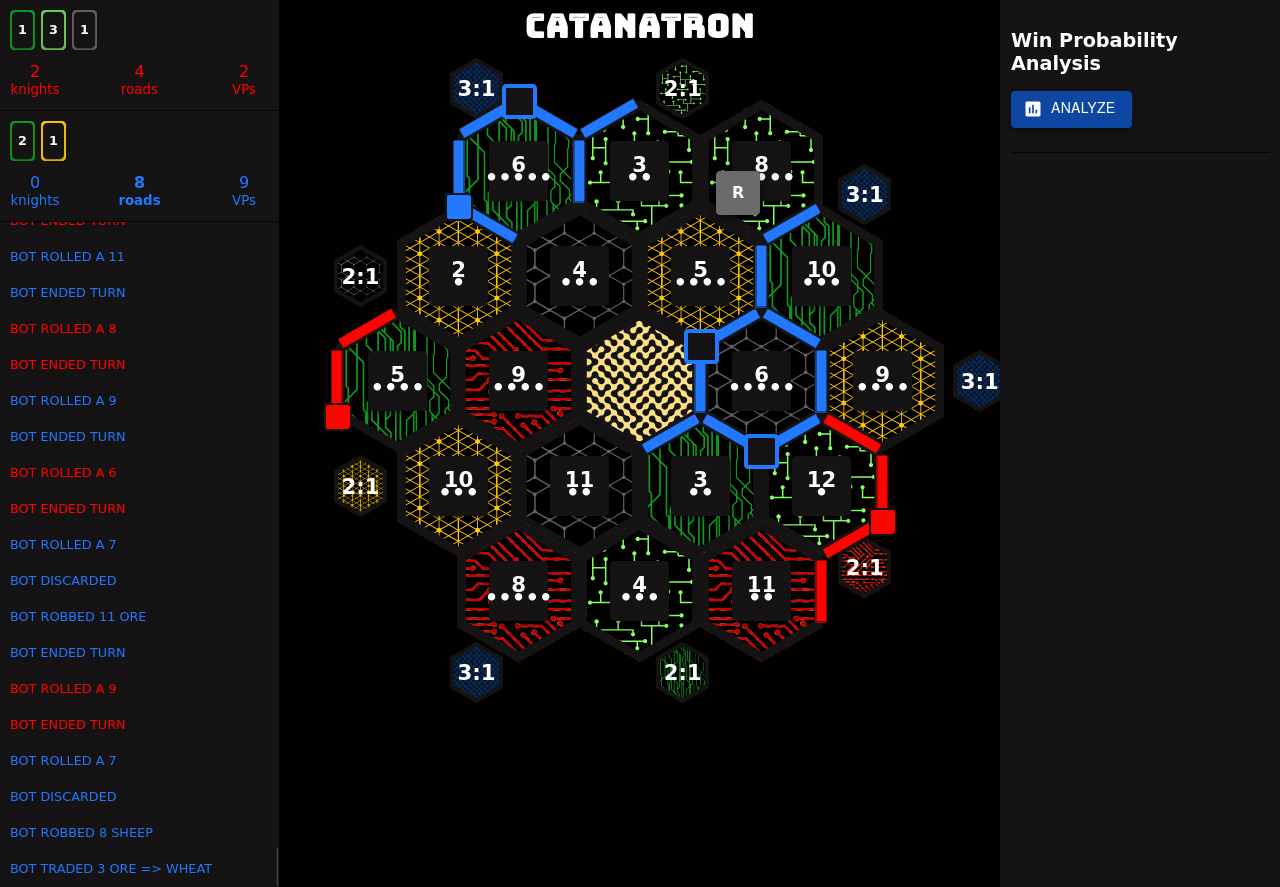 1 3 1
2 4 2
knights roads VPs
2 1
0 8 9
knights roads VPs
BOT ENDED TURN
BOT ROLLED A 11
BOT ENDED TURN
BOT ROLLED A 8
BOT ENDED TURN
BOT ROLLED A 9
BOT ENDED TURN
BOT ROLLED A 6
BOT ENDED TURN
BOT ROLLED A 7
BOT DISCARDED
BOT ROBBED 11 ORE
BOT ENDED TURN
BOT ROLLED A 9
BOT ENDED TURN
BOT ROLLED A 7
BOT DISCARDED
BOT ROBBED 8 SHEEP
BOT TRADED 3 ORE => WHEAT
CATANATRON
3:1 2:1
6 3 8
R
3:1
2:1
2 4 5 10
5 9 6 9
3:1
2:1
10 11 3 12
2:1
8 4 11
3:1 2:1
Win Probability
Analysis
ANALYZE